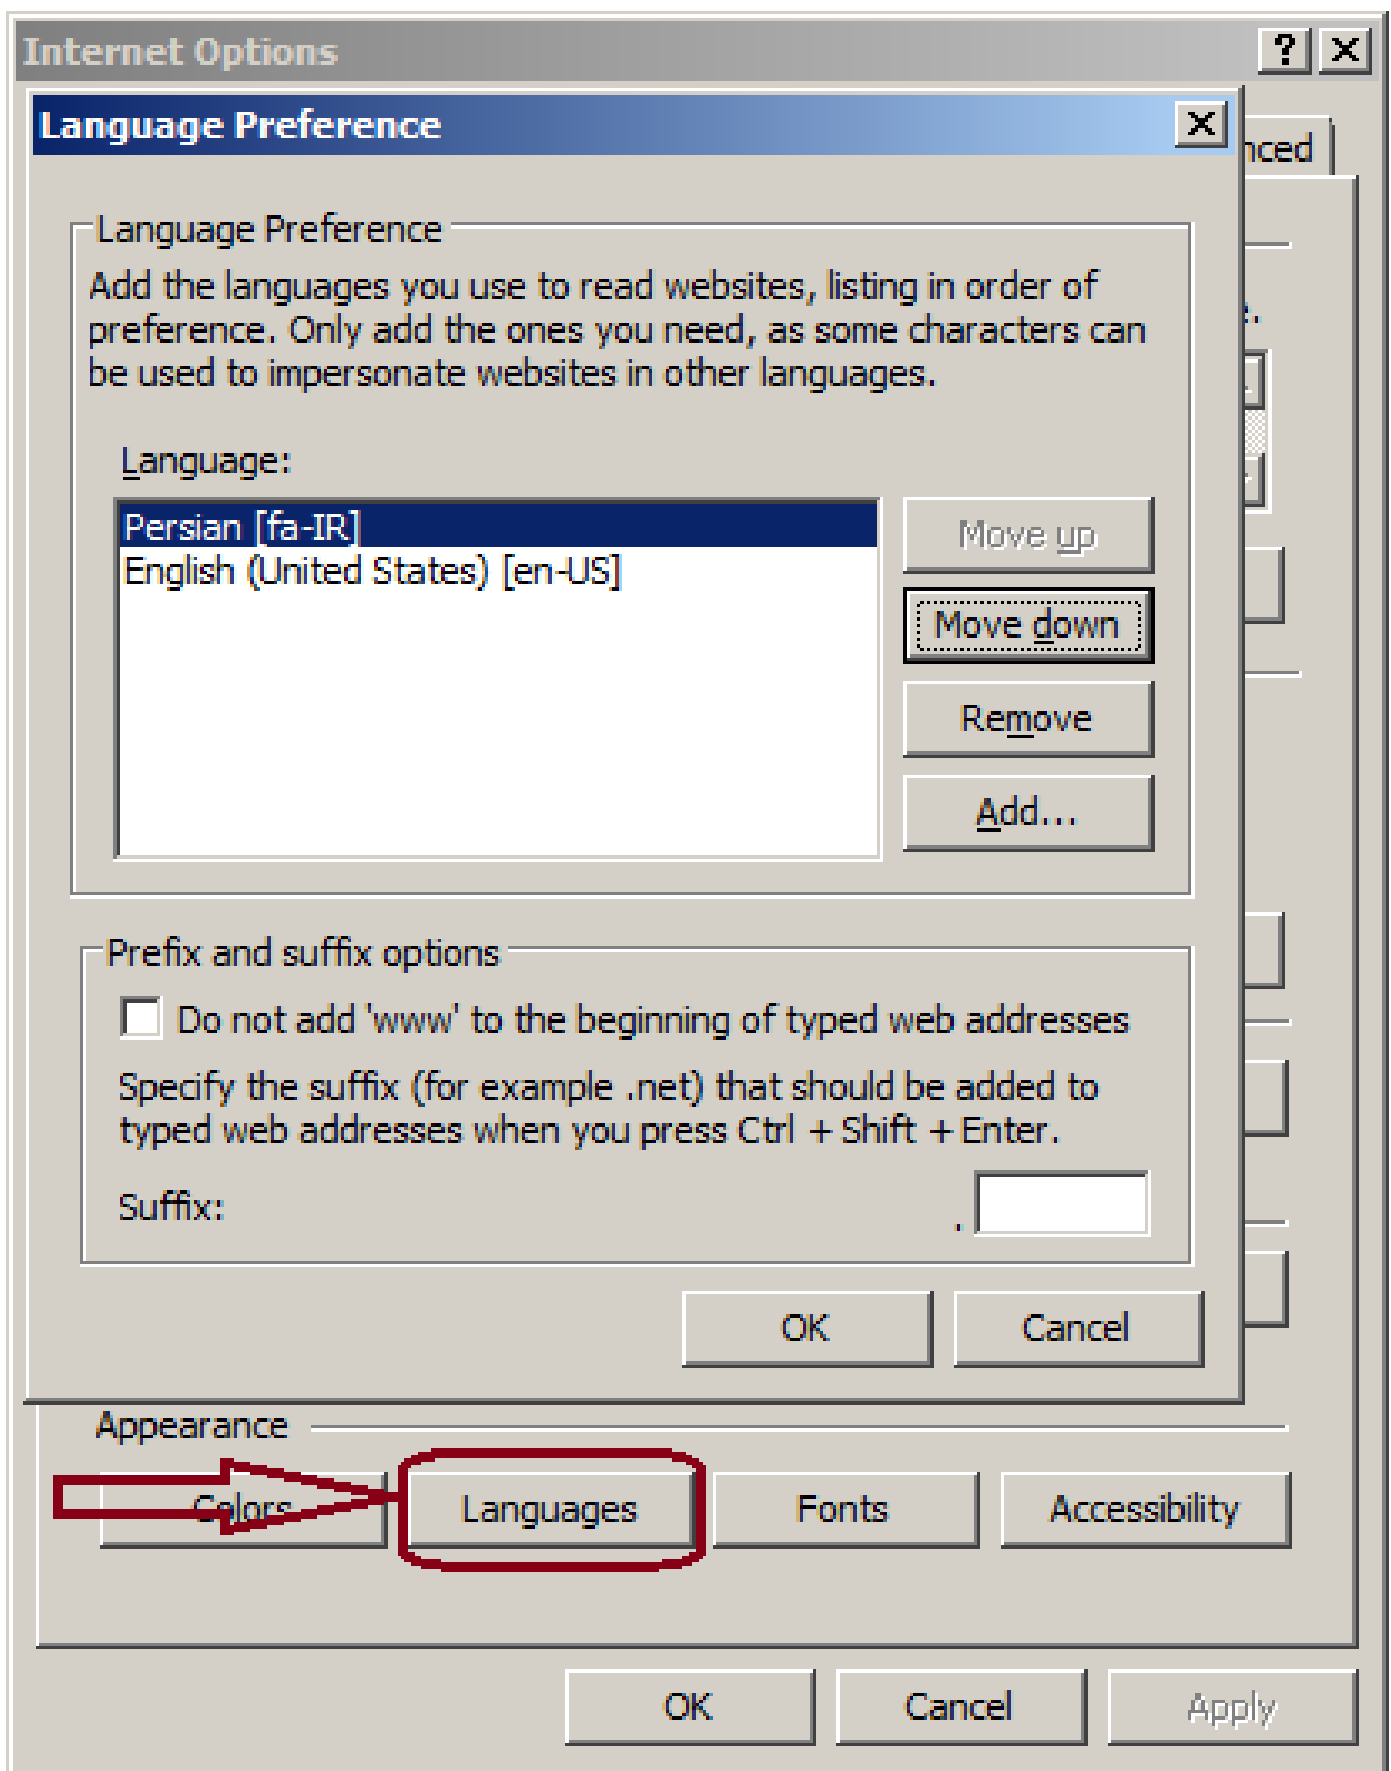 Internet Options
Language Preference
nced
Language Preference
Add the languages you use to read websites, listing in order of
preference. Only add the ones you need, as some characters can
be used to impersonate websites in other languages.
Language:
Persian [fa-IR]
English (United States) [en-US]
Move up
Move down
Remove
Add...
Prefix and suffix options
Do not add 'www' to the beginning of typed web addresses
Specify the suffix (for example .net) that should be added to
typed web addresses when you press Ctrl + Shift + Enter.
Suffix: .
OK Cancel
Appearance
Colors Languages Fonts Accessibility
OK Cancel Apply